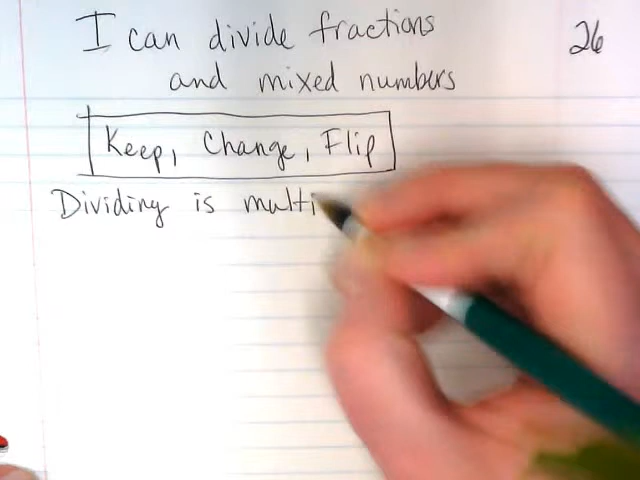 I can divide fractions 26
and mixed numbers
Keep, Change, Flip
Dividing is multi